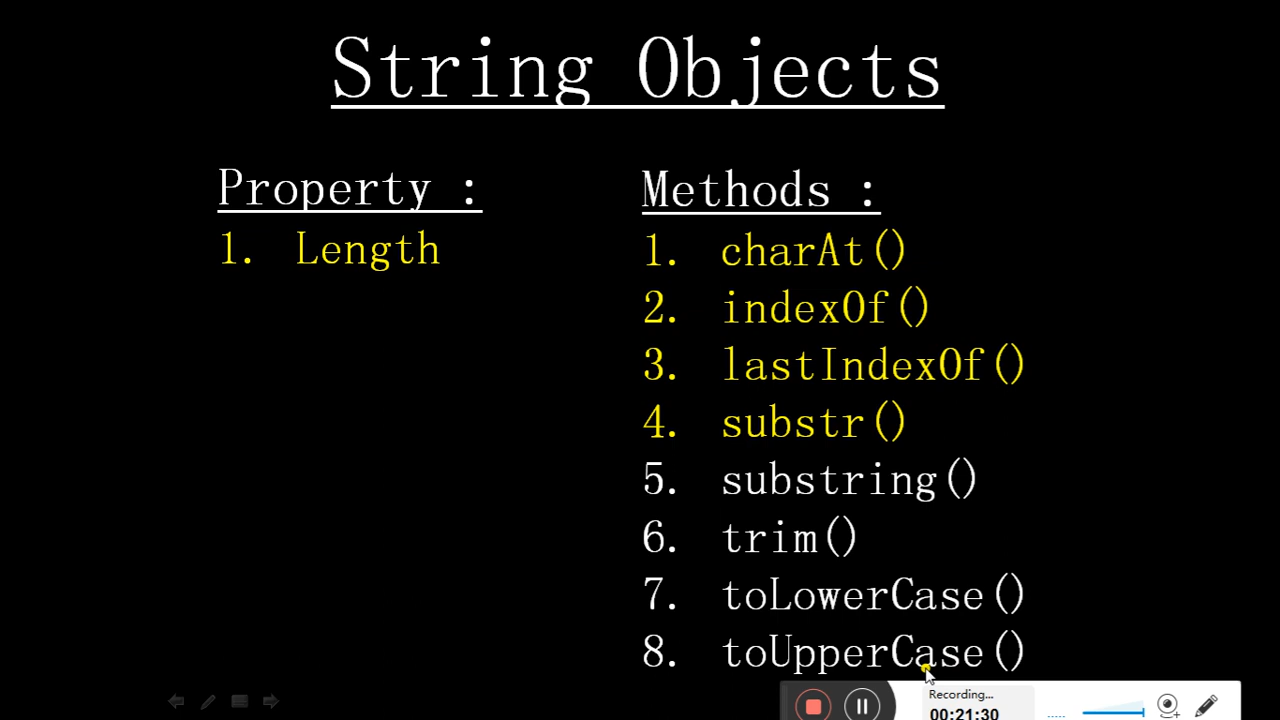 String Objects
Property :
1. Length
Methods :
1. charAt()
2. indexOf()
3. lastIndexOf()
4. substr()
5. substring()
6. trim()
7. toLowerCase()
8. toUpperCase()
Recording...
00:21:30